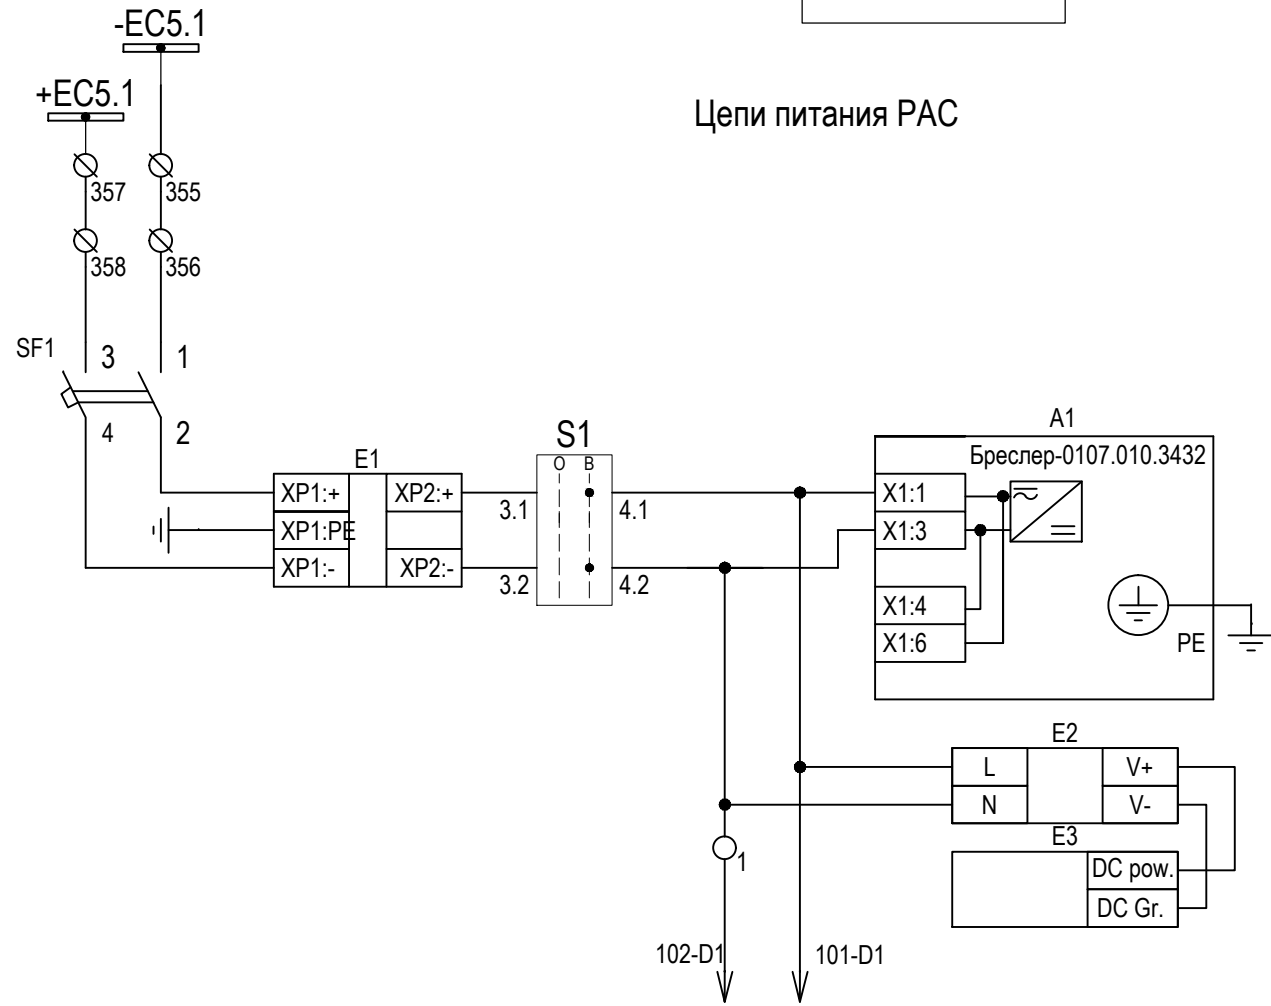 -EC5.1
+EC5.1
Цепи питания РАС
357
355
358
356
SF1
3
1
4
2
E1
XP1:+
XP2:+
XP1:PE
XP1:-
XP2:-
S1
О В
3.1
4.1
3.2
4.2
A1
Бреслер-0107.010.3432
X1:1
X1:3
X1:4
X1:6
PE
E2
L
V+
N
V-
E3
DC pow.
DC Gr.
1
102-D1
101-D1